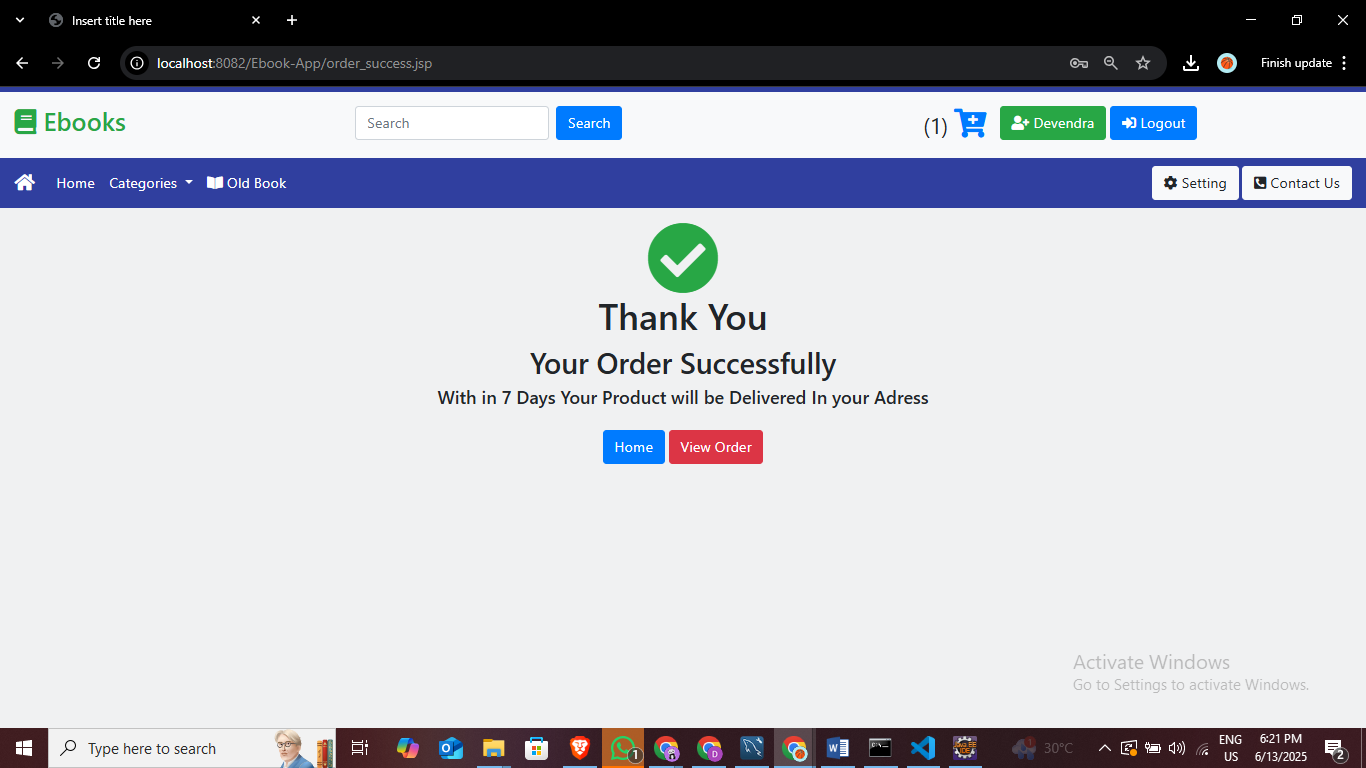 Insert title here
localhost:8082/Ebook-App/order_success.jsp
Finish update
Ebooks
Search
Search
(1)
Devendra
Logout
Home
Categories
Old Book
Setting
Contact Us
Thank You
Your Order Successfully
With in 7 Days Your Product will be Delivered In your Adress
Home
View Order
Activate Windows
Go to Settings to activate Windows.
Type here to search
1
30°C
ENG
US
6:21 PM
6/13/2025
2